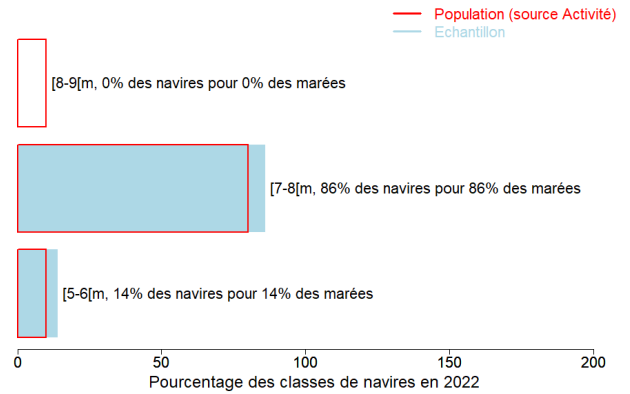 Population (source Activité)
Echantillon
[8-9[m, 0% des navires pour 0% des marées
[7-8[m, 86% des navires pour 86% des marées
[5-6[m, 14% des navires pour 14% des marées
0 50 100 150 200
Pourcentage des classes de navires en 2022